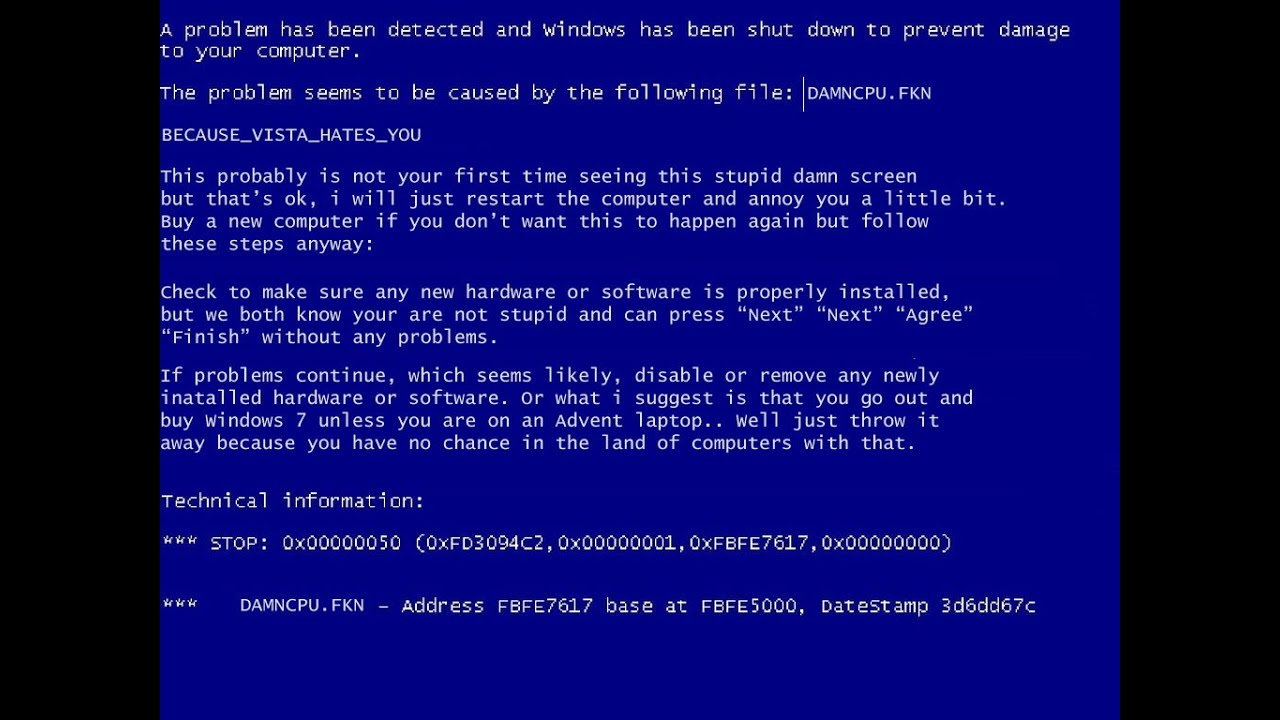 A problem has been detected and Windows has been shut down to prevent damage
to your computer.
The problem seems to be caused by the following file: DAMNCPU.FKN
BECAUSE_VISTA_HATES_YOU
This probably is not your first time seeing this stupid damn screen
but that’s ok, i will just restart the computer and annoy you a little bit.
Buy a new computer if you don’t want this to happen again but follow
these steps anyway:
Check to make sure any new hardware or software is properly installed,
but we both know your are not stupid and can press “Next” “Next” “Agree”
“Finish” without any problems.
If problems continue, which seems likely, disable or remove any newly
inatalled hardware or software. Or what i suggest is that you go out and
buy Windows 7 unless you are on an Advent laptop.. Well just throw it
away because you have no chance in the land of computers with that.
Technical information:
*** STOP: 0x00000050 (0xFD3094C2,0x00000001,0xFBFE7617,0x00000000)
*** DAMNCPU.FKN – Address FBFE7617 base at FBFE5000, DateStamp 3d6dd67c